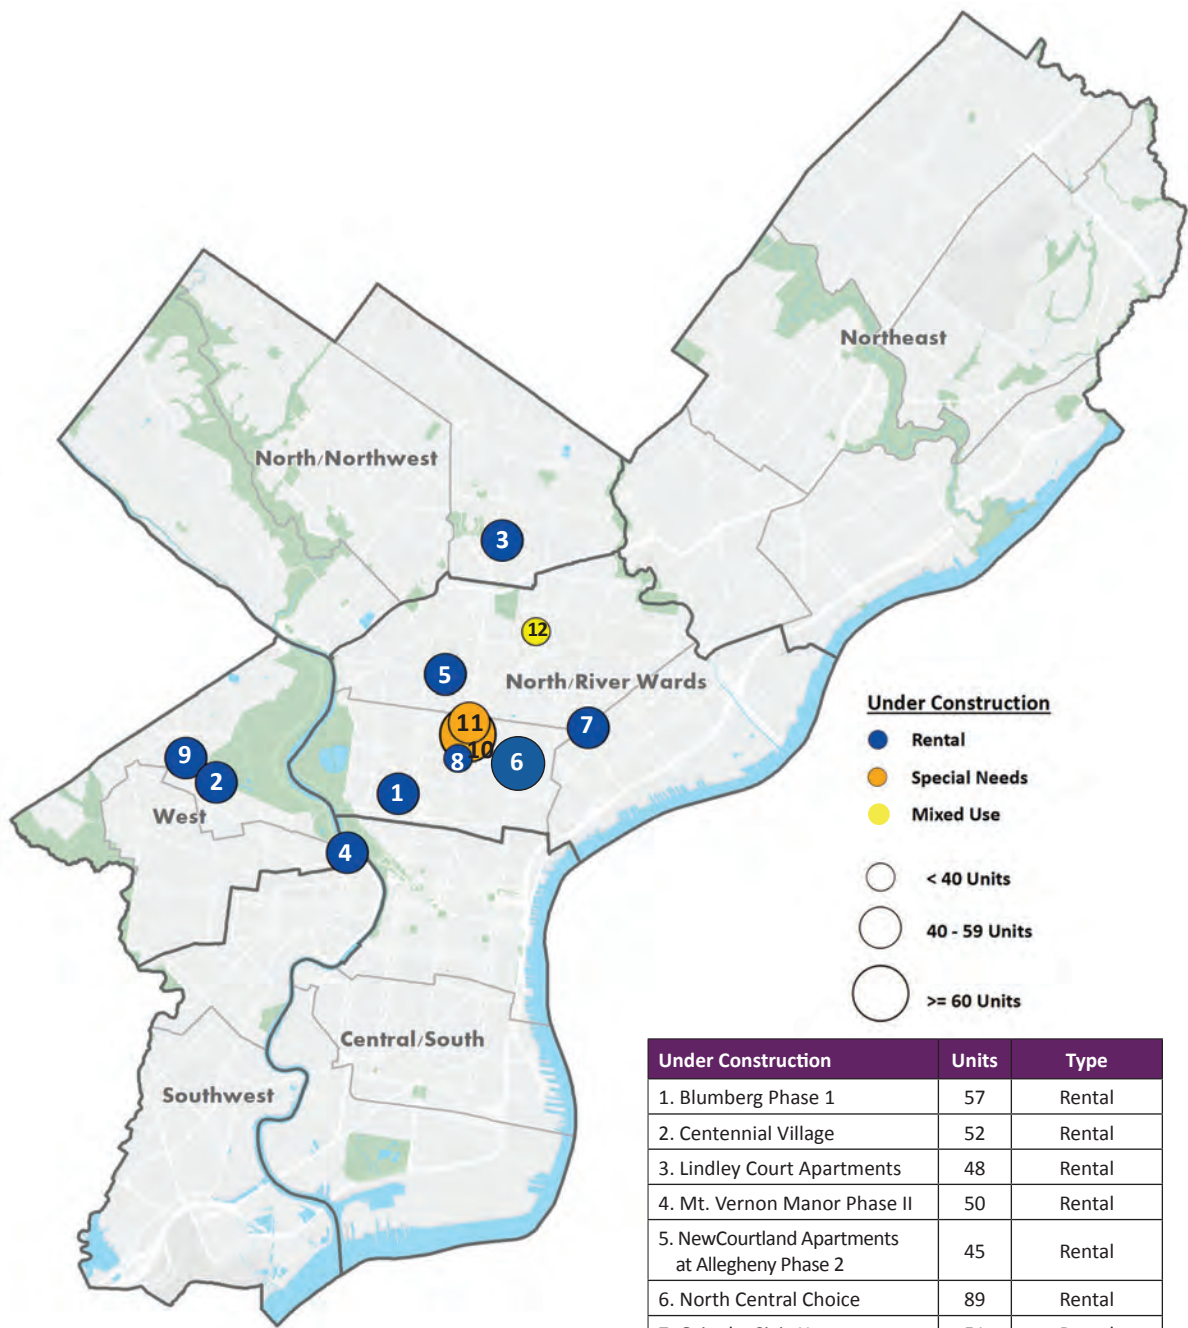 Northeast
North/Northwest
3
12
5
North/River Wards
11
7
10
9
8
6
2
1
West
4
Central/South
Southwest
Under Construction
Rental
Special Needs
Mixed Use
< 40 Units
40 - 59 Units
>= 60 Units
Under Construction Units Type
1. Blumberg Phase 1 57 Rental
2. Centennial Village 52 Rental
3. Lindley Court Apartments 48 Rental
4. Mt. Vernon Manor Phase II 50 Rental
5. NewCourtland Apartments
at Allegheny Phase 2 45 Rental
6. North Central Choice 89 Rental